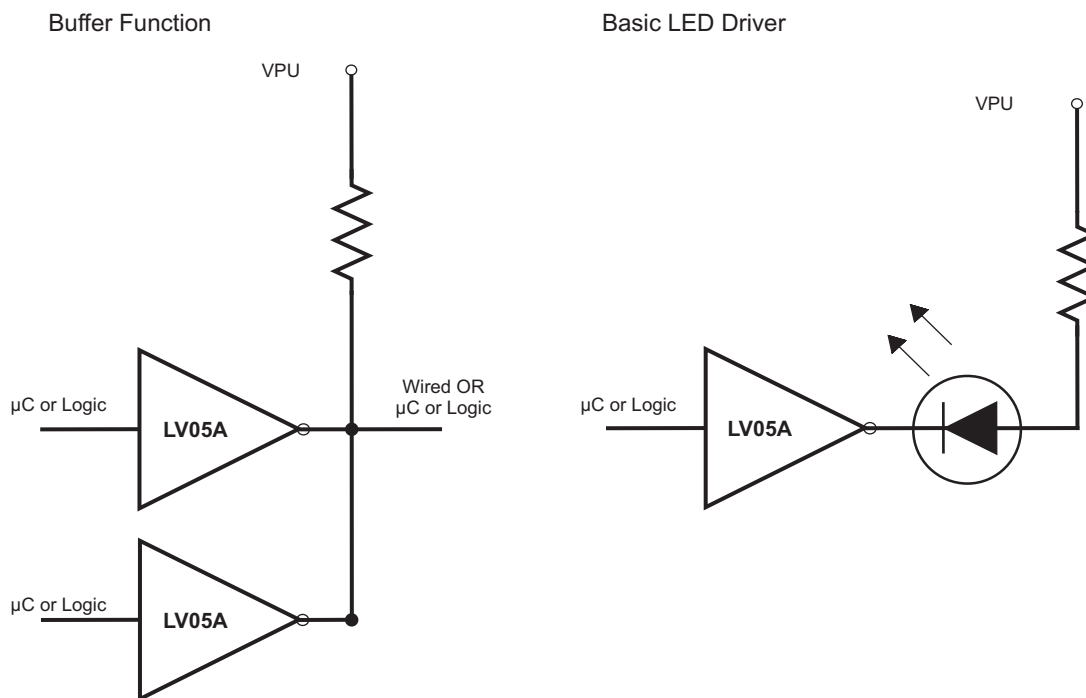 Buffer Function
VPU
µC or Logic
LV05A
Wired OR
µC or Logic
µC or Logic
LV05A
Basic LED Driver
VPU
µC or Logic
LV05A